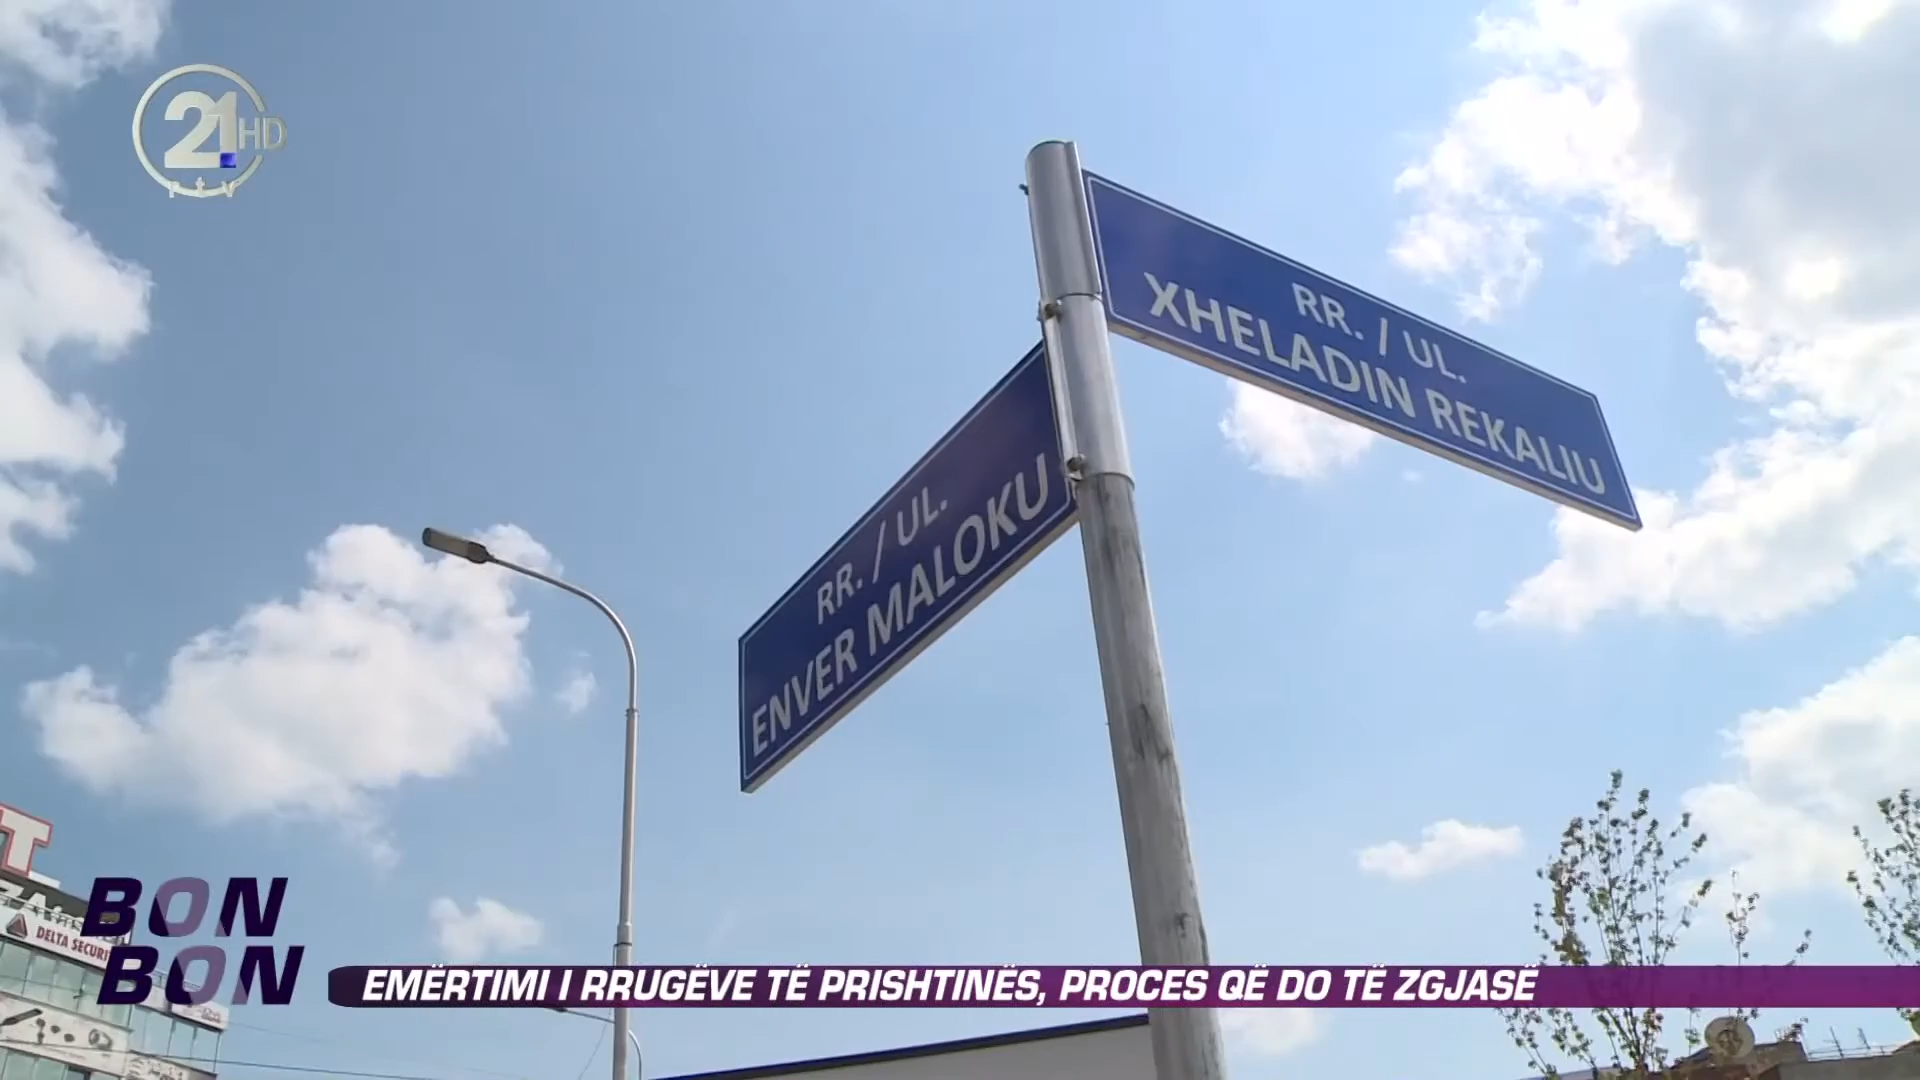 21.HD
rtv
RR. / UL.
XHELADIN REKALIU
RR. / UL.
ENVER MALOKU
T
DELTA SECURI
BON
BON
EMËRTIMI I RRUGËVE TË PRISHTINËS, PROCES QË DO TË ZGJASË